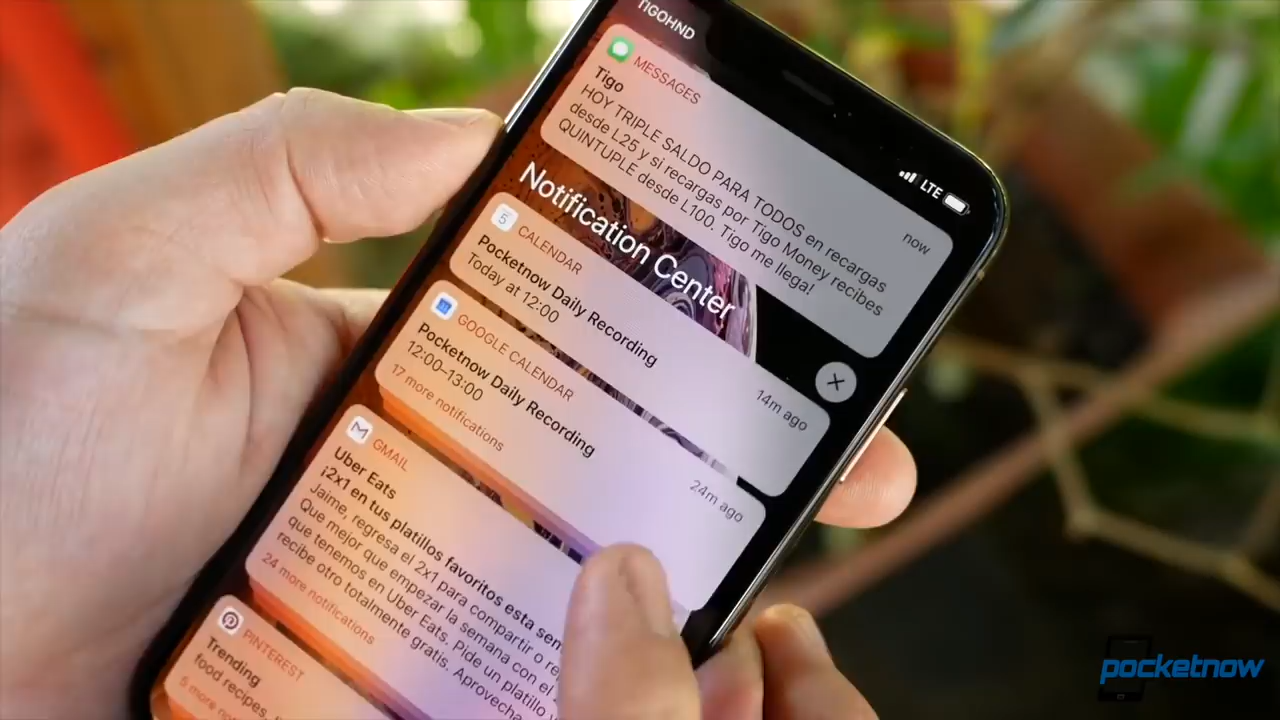 TIGOHND
LTE
MESSAGES
now
Tigo
HOY TRIPLE SALDO PARA TODOS en recargas
desde L25 y si recargas por Tigo Money recibes
QUINTUPLE desde L100. Tigo me llega!
Notification Center
5
CALENDAR
14m ago
Pocketnow Daily Recording
Today at 12:00
GOOGLE CALENDAR
24m ago
Pocketnow Daily Recording
12:00–13:00
17 more notifications
GMAIL
Uber Eats
¡2x1 en tus platillos favoritos esta
Jaime, regresa el 2x1 para compartir o
Que mejor que empezar la semana con el
que tenemos en Uber Eats. Pide un platillo y
recibe otro totalmente gratis. Aprovecha
24 more notifications
PINTEREST
Trending
food recipes,
5 more
pocketnow